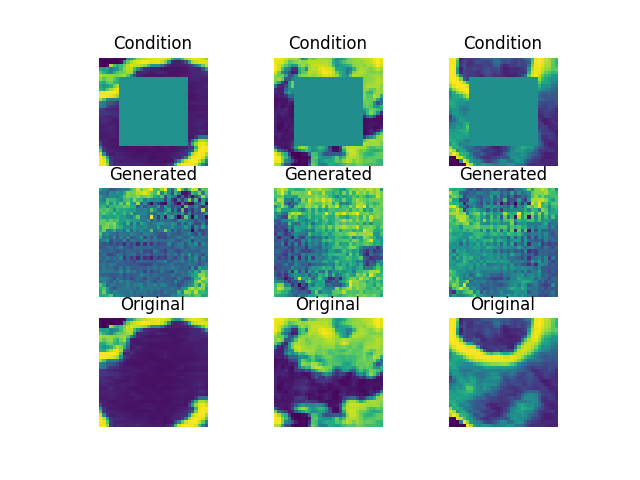 Condition Condition Condition
Generated Generated Generated
Original Original Original